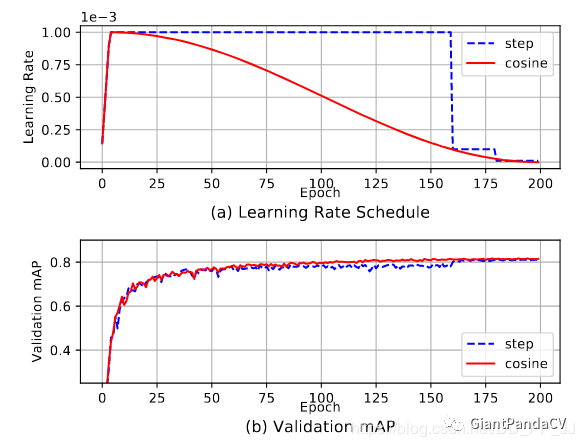 1e−3
1.00
0.75
0.50
0.25
0.00
Learning Rate
step
cosine
0 25 50 75 100 125 150 175 200
Epoch
(a) Learning Rate Schedule
0.8
0.6
0.4
Validation mAP
step
cosine
0 25 50 75 100 125 150 175 200
Epoch
(b) Validation mAP
GiantPandaCV